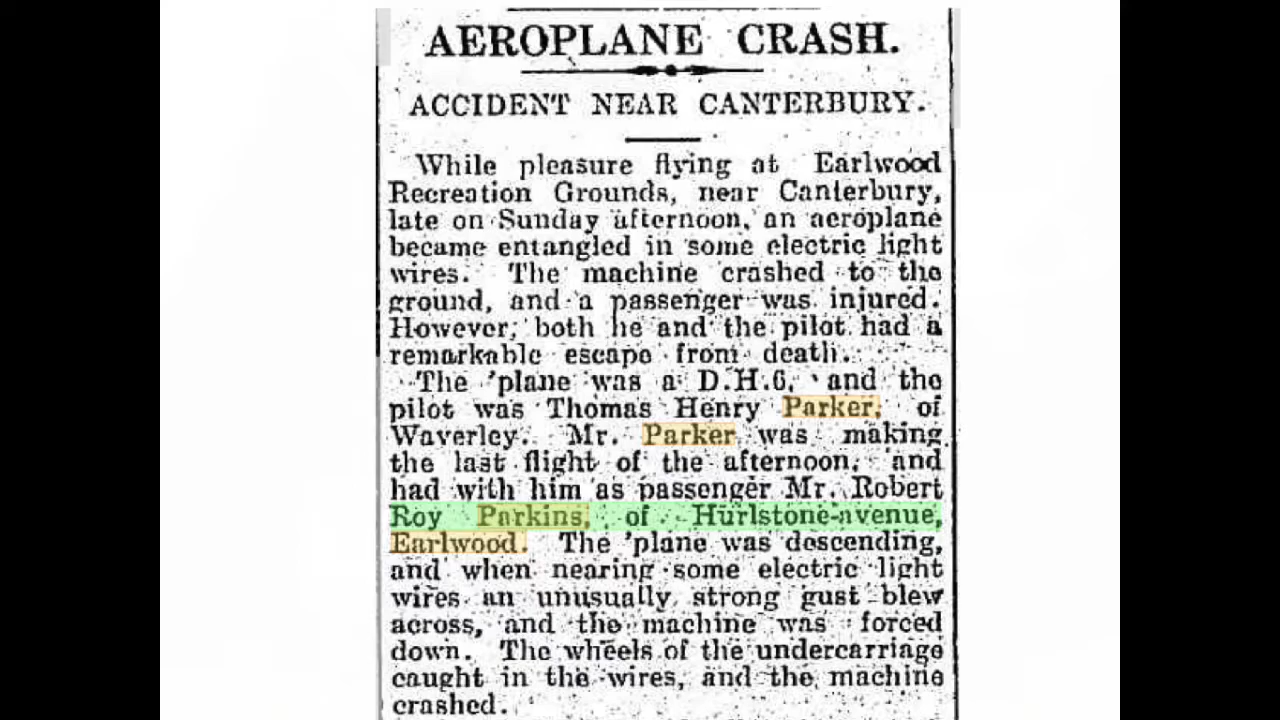 AEROPLANE CRASH.
ACCIDENT NEAR CANTERBURY.
While pleasure flying at Earlwood
Recreation Grounds, near Canterbury,
late on Sunday afternoon, an aeroplane
became entangled in some electric light
wires. The machine crashed to the
ground, and a passenger was injured.
However, both he and the pilot had a
remarkable escape from death.
The 'plane was a D.H.6, and the
pilot was Thomas Henry Parker, of
Waverley. Mr. Parker was making
the last flight of the afternoon, and
had with him as passenger Mr. Robert
Roy Parkins, of Hurlstone-avenue,
Earlwood. The 'plane was descending,
and when nearing some electric light
wires an unusually strong gust blew
across, and the machine was forced
down. The wheels of the undercarriage
caught in the wires, and the machine
crashed.